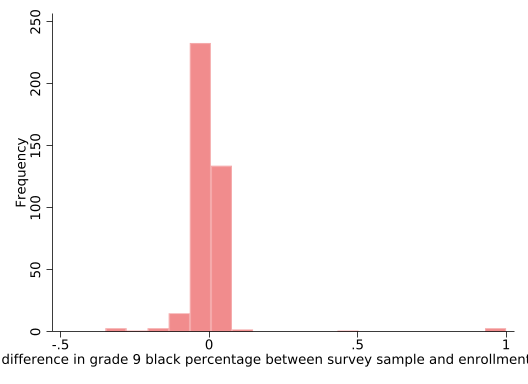 250
200
150
100
50
0
Frequency
-.5 0 .5 1
difference in grade 9 black percentage between survey sample and enrollment